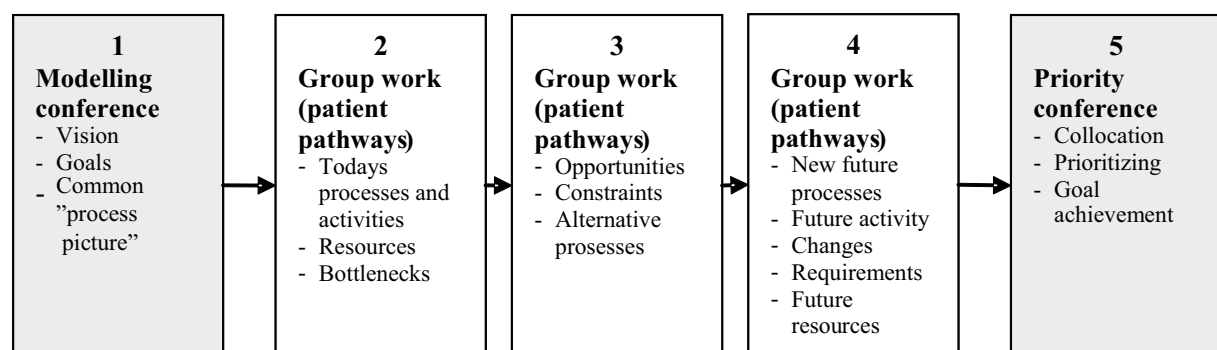 1
Modelling
conference
- Vision
- Goals
- Common
"process
picture"
2
Group work
(patient
pathways)
- Todays
processes and
activities
- Resources
- Bottlenecks
3
Group work
(patient
pathways)
- Opportunities
- Constraints
- Alternative
prosesses
4
Group work
(patient
pathways)
- New future
processes
- Future activity
- Changes
- Requirements
- Future
resources
5
Priority
conference
- Collocation
- Prioritizing
- Goal
achievement